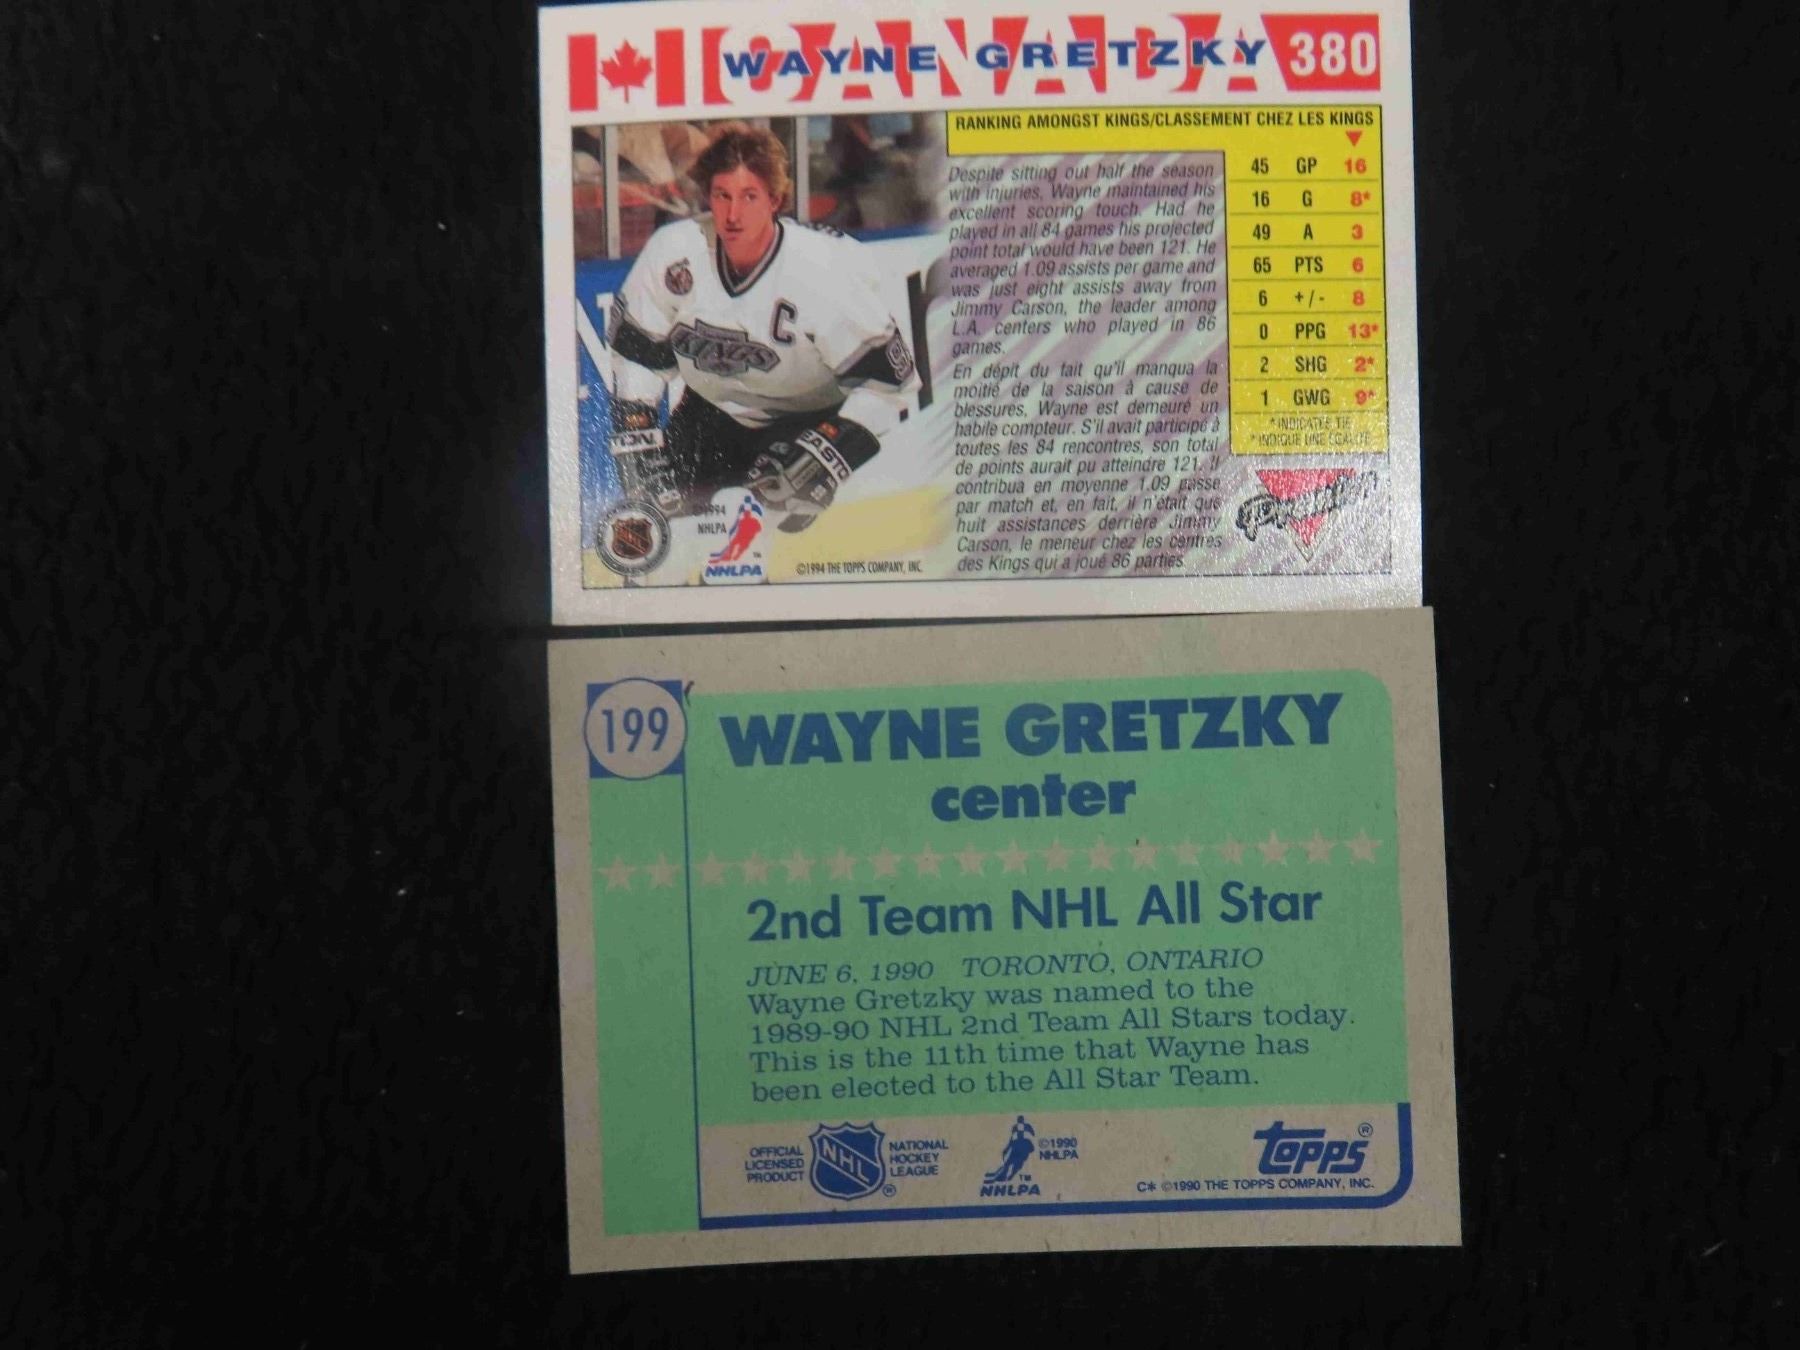 CANADA
WAYNE GRETZKY 380
RANKING AMONGST KINGS/CLASSEMENT CHEZ LES KINGS
Despite sitting out half the season
with injuries, Wayne maintained his
excellent scoring touch. Had he
played in all 84 games his projected
point total would have been 121. He
averaged 1.09 assists per game and
was just eight assists away from
Jimmy Carson, the leader among
L.A. centers who played in 86
games.
En dépit du fait qu'il manqua la
moitié de la saison à cause de
blessures, Wayne est demeuré un
habile compteur. S'il avait participé à
toutes les 84 rencontres, son total
de points aurait pu atteindre 121. Il
contribua en moyenne 1.09 passe
par match et, en fait, il n'était que
huit assistances derrière Jimmy
Carson, le meneur chez les centres
des Kings qui a joué 86 parties.
45 GP 16
16 G 8*
49 A 3
65 PTS 6
6 +/- 8
0 PPG 13*
2 SHG 2*
1 GWG 9*
*INDICATES TIE
*INDIQUE UNE ÉGALITÉ
Premier
C
KINGS
9
EASTON
NHL
©1994
NHLPA
NHLPA
TM
©1994 THE TOPPS COMPANY, INC.
199
WAYNE GRETZKY
center
2nd Team NHL All Star
JUNE 6, 1990 TORONTO, ONTARIO
Wayne Gretzky was named to the
1989-90 NHL 2nd Team All Stars today.
This is the 11th time that Wayne has
been elected to the All Star Team.
OFFICIAL
LICENSED
PRODUCT
NHL
®
NATIONAL
HOCKEY
LEAGUE
©1990
NHLPA
TM
NHLPA
TOPPS®
C* ©1990 THE TOPPS COMPANY, INC.